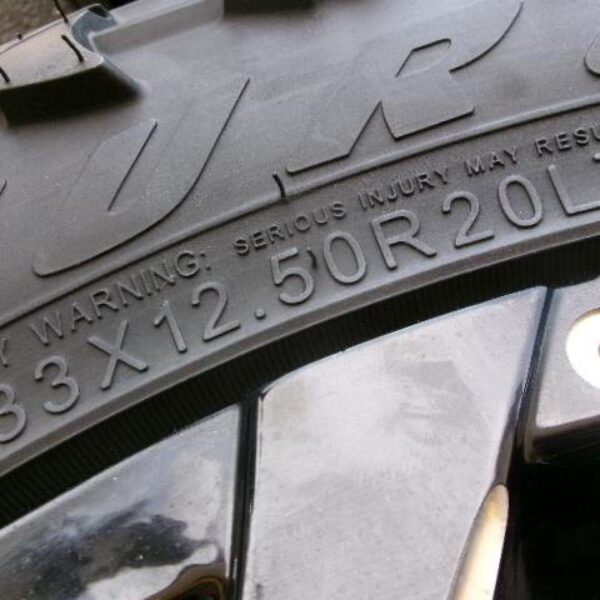 Y WARNING: SERIOUS INJURY MAY RESU
33X12.50R20L